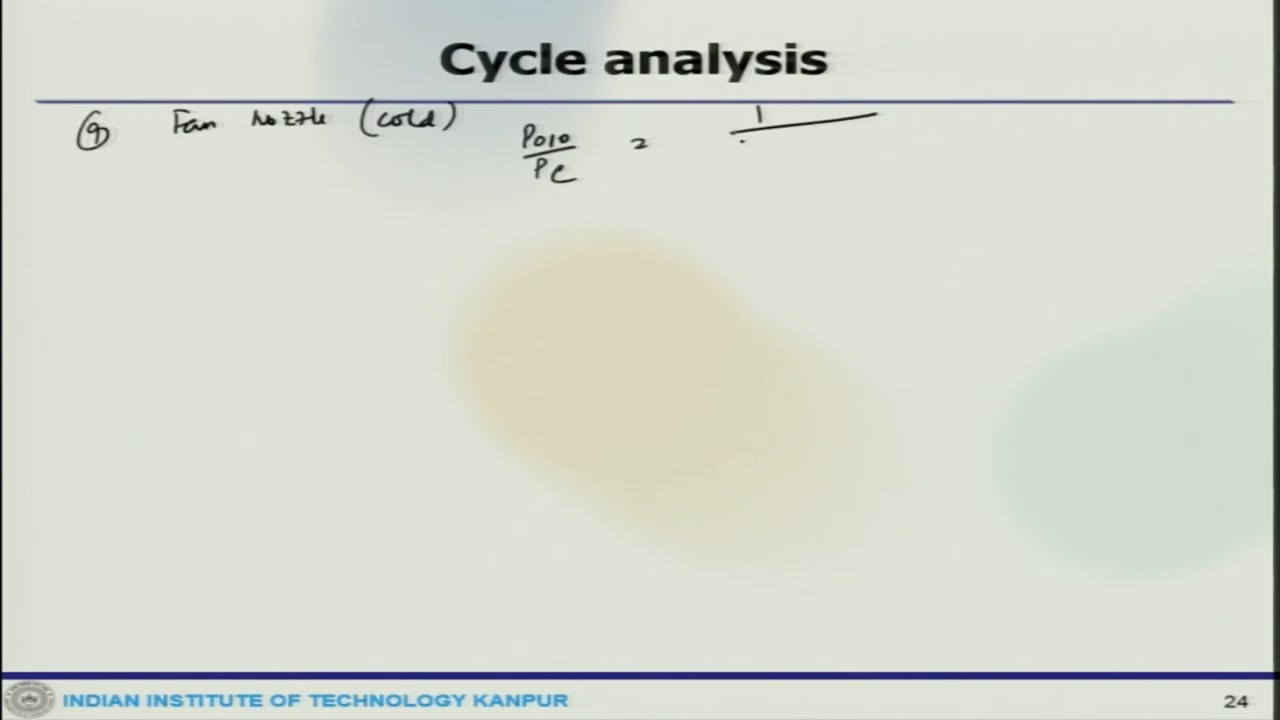 Cycle analysis
⑨ Fan Nozzle (cold) P010/Pc = 1/
INDIAN INSTITUTE OF TECHNOLOGY KANPUR 24